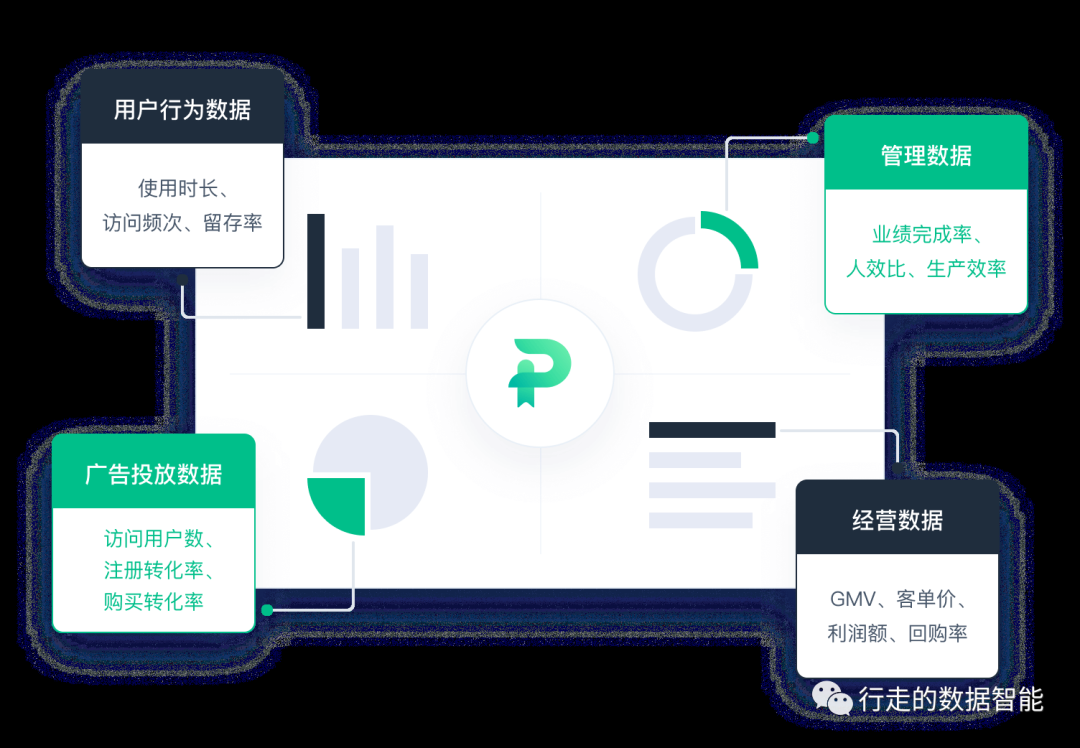 用户行为数据
使用时长、
访问频次、留存率
管理数据
业绩完成率、
人效比、生产效率
广告投放数据
访问用户数、
注册转化率、
购买转化率
经营数据
GMV、客单价、
利润额、回购率
行走的数据智能